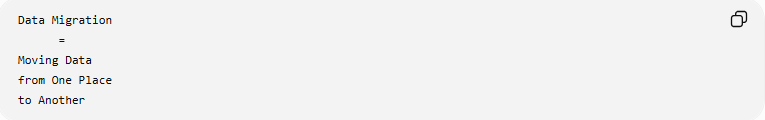 Data Migration
=
Moving Data
from One Place
to Another